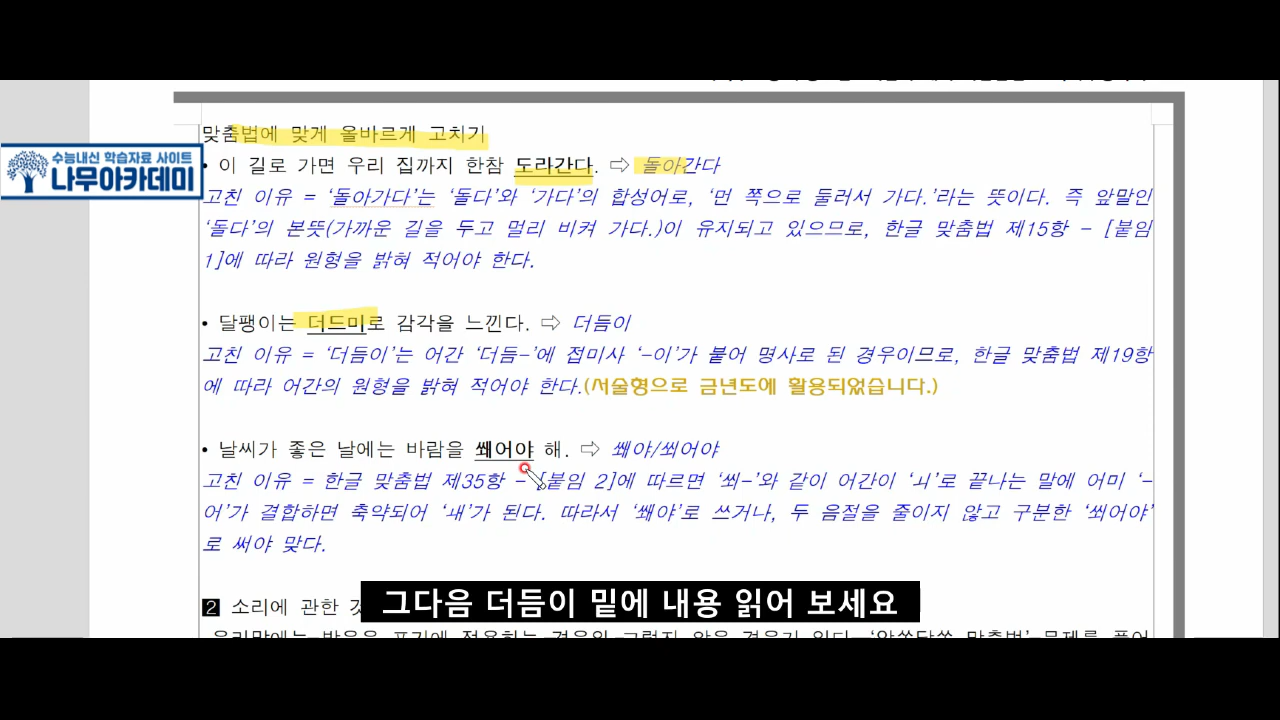 맞춤법에 맞게 올바르게 고치기
수능내신 학습자료 사이트
나무아카데미
• 이 길로 가면 우리 집까지 한참 도라간다. ⇨ 돌아간다
고친 이유 = ‘돌아가다’는 ‘돌다’와 ‘가다’의 합성어로, ‘먼 쪽으로 둘러서 가다.’라는 뜻이다. 즉 앞말인
‘돌다’의 본뜻(가까운 길을 두고 멀리 비켜 가다.)이 유지되고 있으므로, 한글 맞춤법 제15항 - [붙임
1]에 따라 원형을 밝혀 적어야 한다.
• 달팽이는 더드미로 감각을 느낀다. ⇨ 더듬이
고친 이유 = ‘더듬이’는 어간 ‘더듬-’에 접미사 ‘-이’가 붙어 명사로 된 경우이므로, 한글 맞춤법 제19항
에 따라 어간의 원형을 밝혀 적어야 한다.(서술형으로 금년도에 활용되었습니다.)
• 날씨가 좋은 날에는 바람을 쐐어야 해. ⇨ 쐐야/쐬어야
고친 이유 = 한글 맞춤법 제35항 - [붙임 2]에 따르면 ‘쐬-’와 같이 어간이 ‘ㅚ’로 끝나는 말에 어미 ‘-
어’가 결합하면 축약되어 ‘ㅙ’가 된다. 따라서 ‘쐐야’로 쓰거나, 두 음절을 줄이지 않고 구분한 ‘쐬어야’
로 써야 맞다.
2 소리에 관한
그다음 더듬이 밑에 내용 읽어 보세요